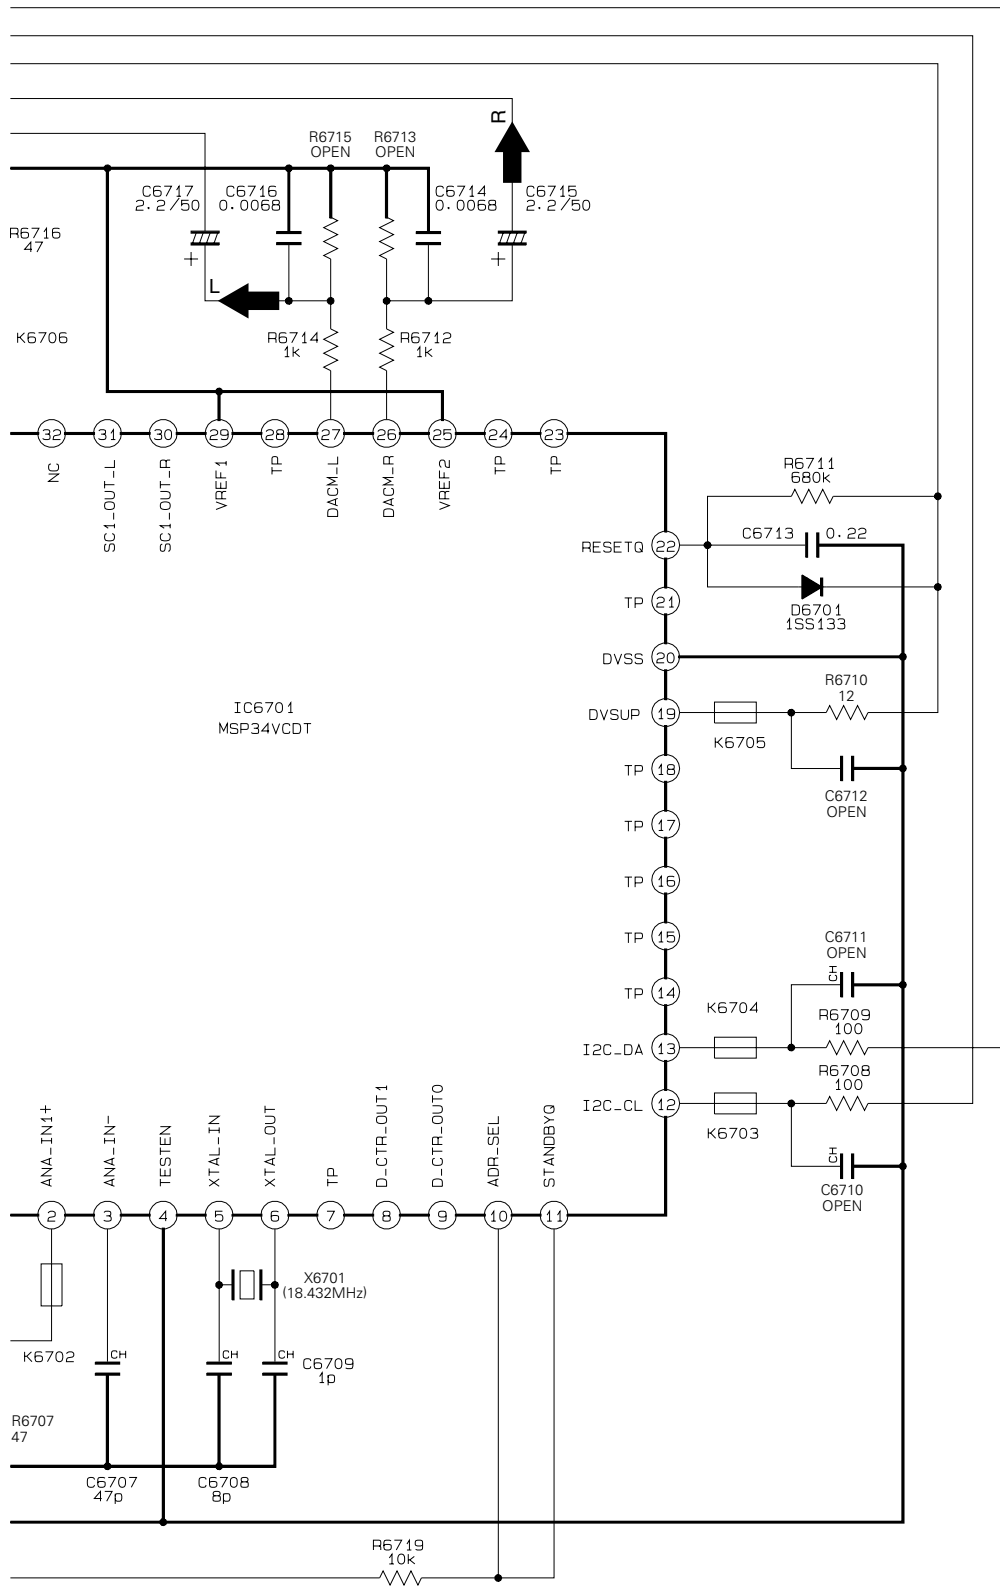 R
R6715
OPEN
R6713
OPEN
C6717
2.2/50
C6716
0.0068
C6714
0.0068
C6715
2.2/50
R6716
47
+
+
L
K6706
R6714
1k
R6712
1k
32
31
30
29
28
27
26
25
24
23
NC
SC1_OUT_L
SC1_OUT_R
VREF1
TP
DACM_L
DACM_R
VREF2
TP
TP
R6711
680k
C6713
0.22
RESETQ
22
D6701
1SS133
TP
21
DVSS
20
IC6701
MSP34VCDT
R6710
12
DVSUP
19
K6705
TP
18
C6712
OPEN
TP
17
TP
16
TP
15
C6711
OPEN
CH
TP
14
K6704
R6709
100
I2C_DA
13
R6708
100
I2C_CL
12
K6703
CH
C6710
OPEN
ANA_IN1+
ANA_IN-
TESTEN
XTAL_IN
XTAL_OUT
TP
D_CTR_OUT1
D_CTR_OUT0
ADR_SEL
STANDBYQ
2
3
4
5
6
7
8
9
10
11
X6701
(18.432MHz)
K6702
CH
CH
CH
C6709
1p
R6707
47
C6707
47p
C6708
8p
R6719
10k